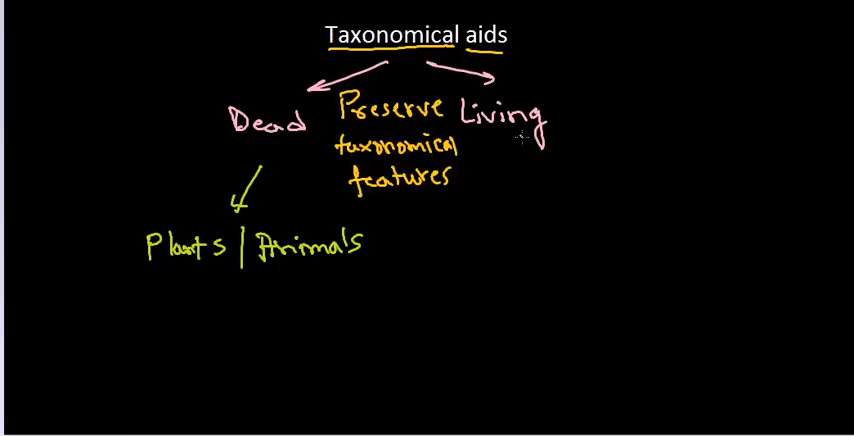 Taxonomical aids
Dead Preserve Living
taxonomical
features
Plants | Animals